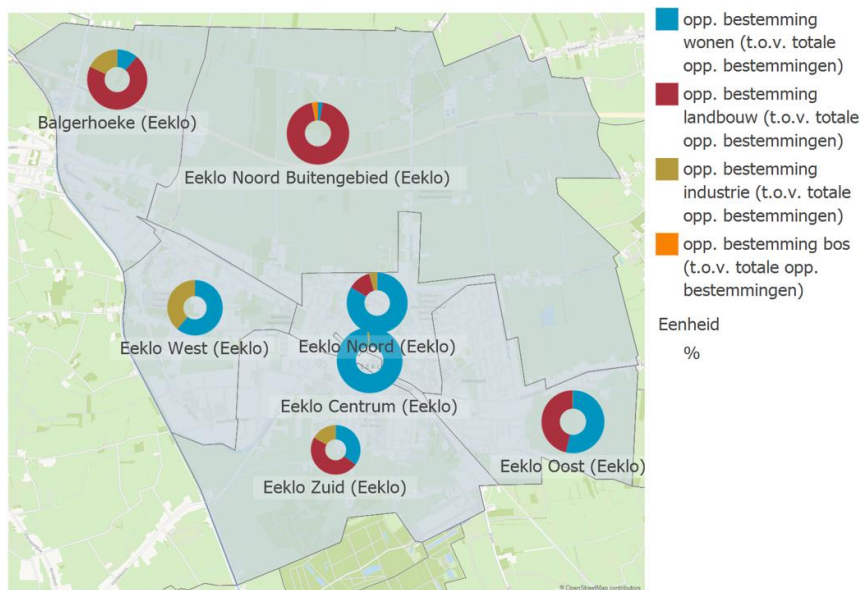 Balgerhoeke (Eeklo)
Eeklo Noord Buitengebied (Eeklo)
Eeklo West (Eeklo)
Eeklo Noord (Eeklo)
Eeklo Centrum (Eeklo)
Eeklo Oost (Eeklo)
Eeklo Zuid (Eeklo)
© OpenStreetMap contributors
opp. bestemming
wonen (t.o.v. totale
opp. bestemmingen)
opp. bestemming
landbouw (t.o.v. totale
opp. bestemmingen)
opp. bestemming
industrie (t.o.v. totale
opp. bestemmingen)
opp. bestemming bos
(t.o.v. totale opp.
bestemmingen)
Eenheid
%